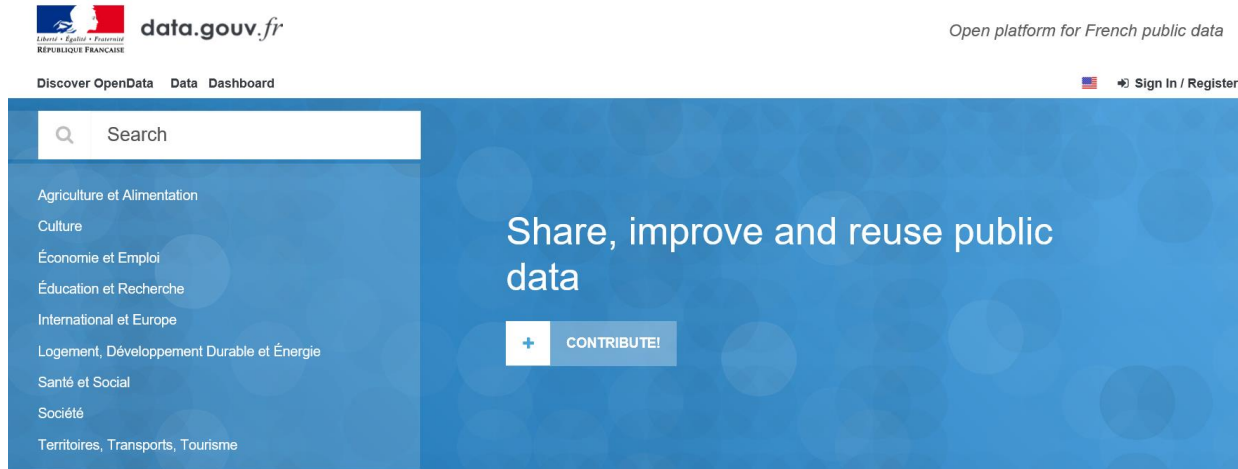 data.gouv.fr
Liberté • Égalité • Fraternité
RÉPUBLIQUE FRANÇAISE
Open platform for French public data
Discover OpenData Data Dashboard
Sign In / Register
Search
Agriculture et Alimentation
Culture
Économie et Emploi
Éducation et Recherche
International et Europe
Logement, Développement Durable et Énergie
Santé et Social
Société
Territoires, Transports, Tourisme
Share, improve and reuse public
data
+ CONTRIBUTE!